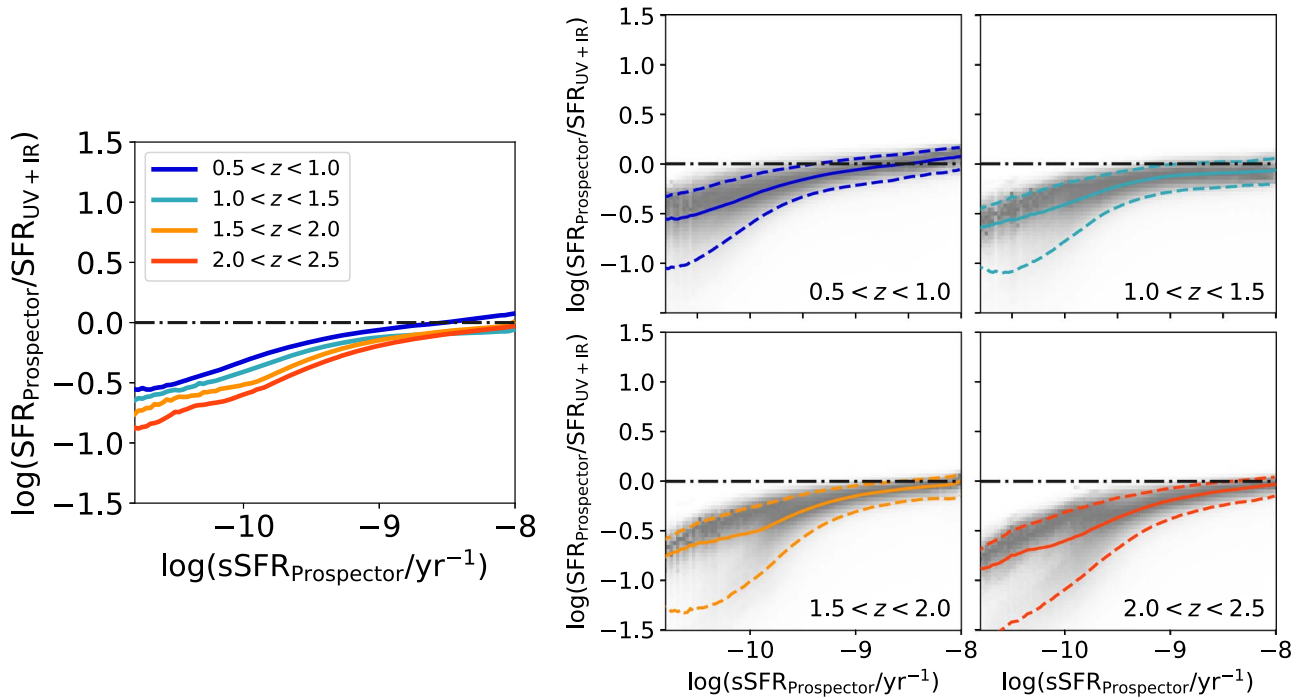 log(SFR_Prospector/SFR_UV + IR)
1.5
1.0
0.5
0.0
−0.5
−1.0
−1.5
0.5 < z < 1.0
1.0 < z < 1.5
1.5 < z < 2.0
2.0 < z < 2.5
−10
−9
−8
log(sSFR_Prospector/yr⁻¹)
log(SFR_Prospector/SFR_UV + IR)
1.5
1.0
0.5
0.0
−0.5
−1.0
0.5 < z < 1.0
1.0 < z < 1.5
log(SFR_Prospector/SFR_UV + IR)
1.5
1.0
0.5
0.0
−0.5
−1.0
−1.5
1.5 < z < 2.0
2.0 < z < 2.5
−10
−9
−8
−10
−9
−8
log(sSFR_Prospector/yr⁻¹)
log(sSFR_Prospector/yr⁻¹)